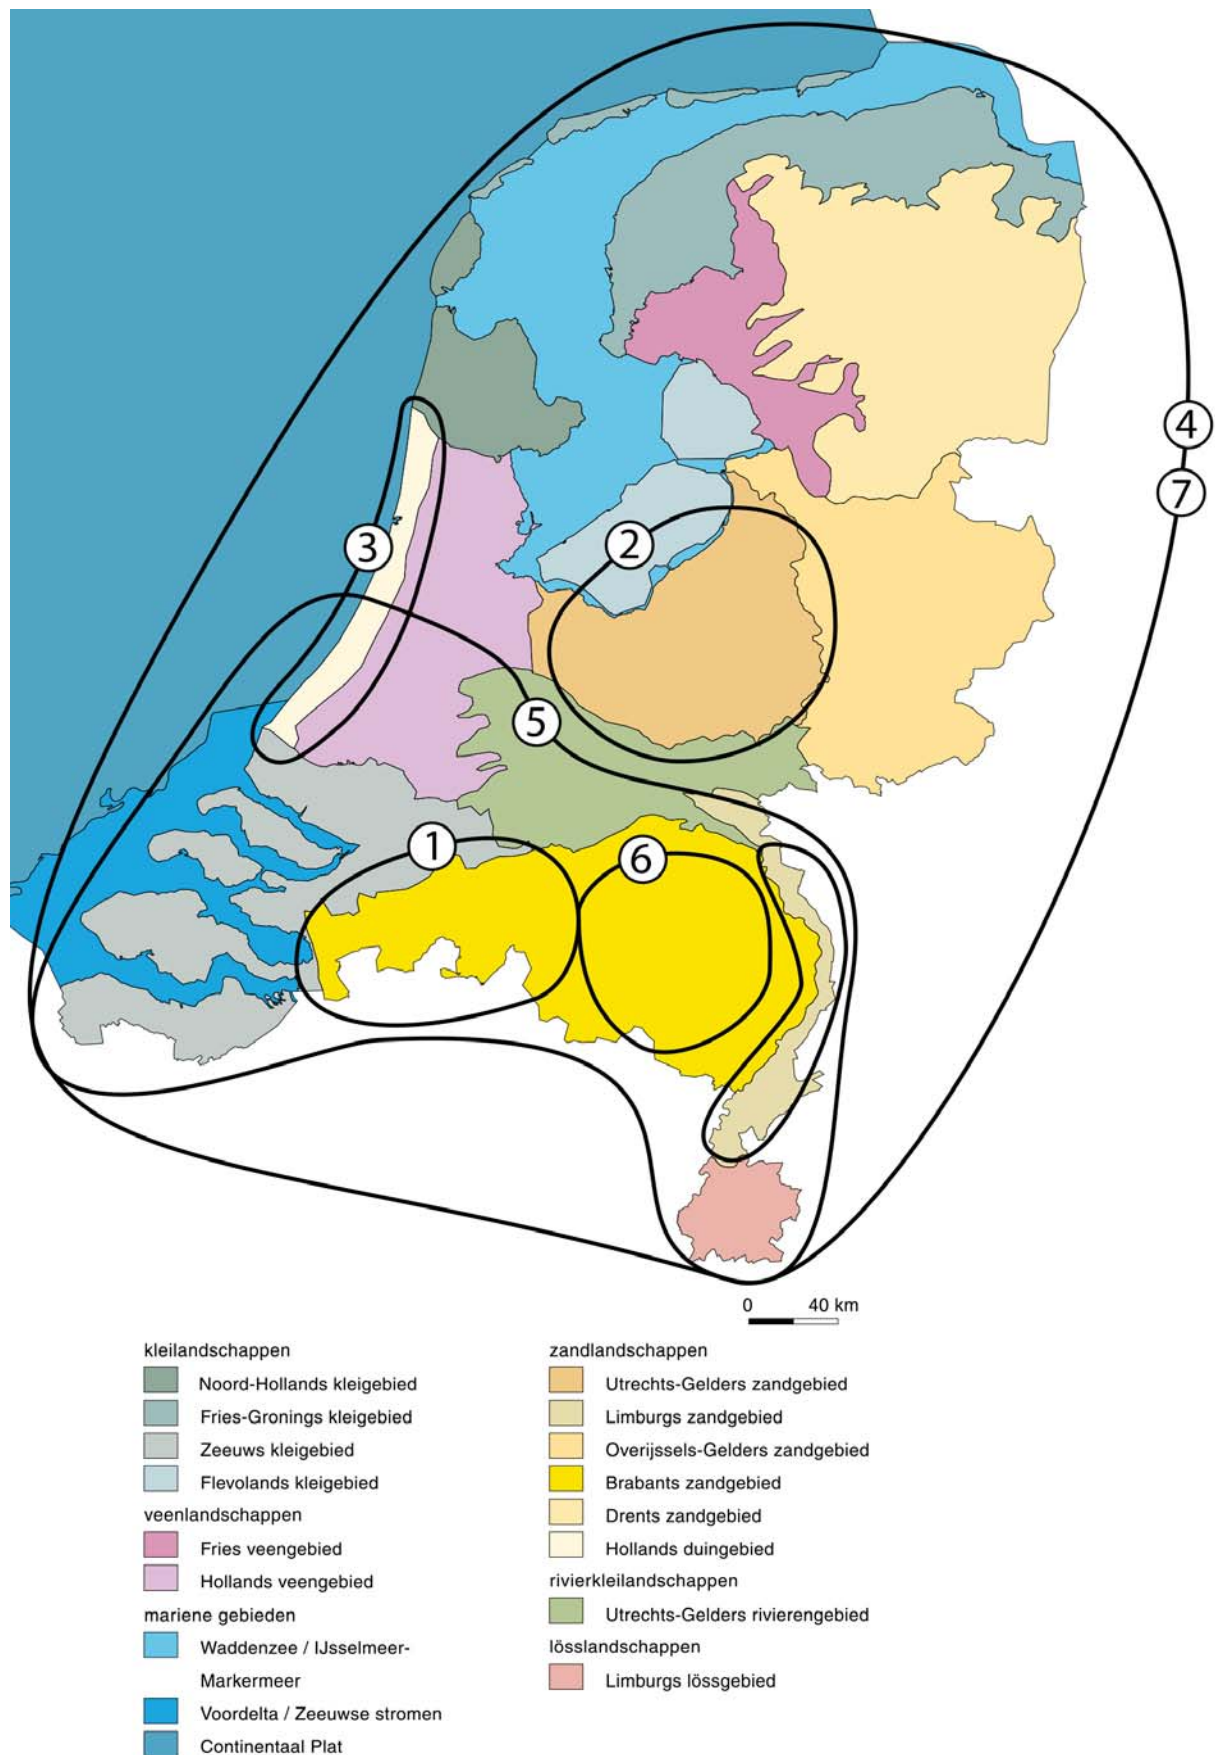 4
7
3
2
5
1
6
0 40 km
kleilandschappen
Noord-Hollands kleigebied
Fries-Gronings kleigebied
Zeeuws kleigebied
Flevolands kleigebied
veenlandschappen
Fries veengebied
Hollands veengebied
mariene gebieden
Waddenzee / IJsselmeer-
Markermeer
Voordelta / Zeeuwse stromen
Continentaal Plat
zandlandschappen
Utrechts-Gelders zandgebied
Limburgs zandgebied
Overijssels-Gelders zandgebied
Brabants zandgebied
Drents zandgebied
Hollands duingebied
rivierkleilandschappen
Utrechts-Gelders rivierengebied
lösslandschappen
Limburgs lössgebied